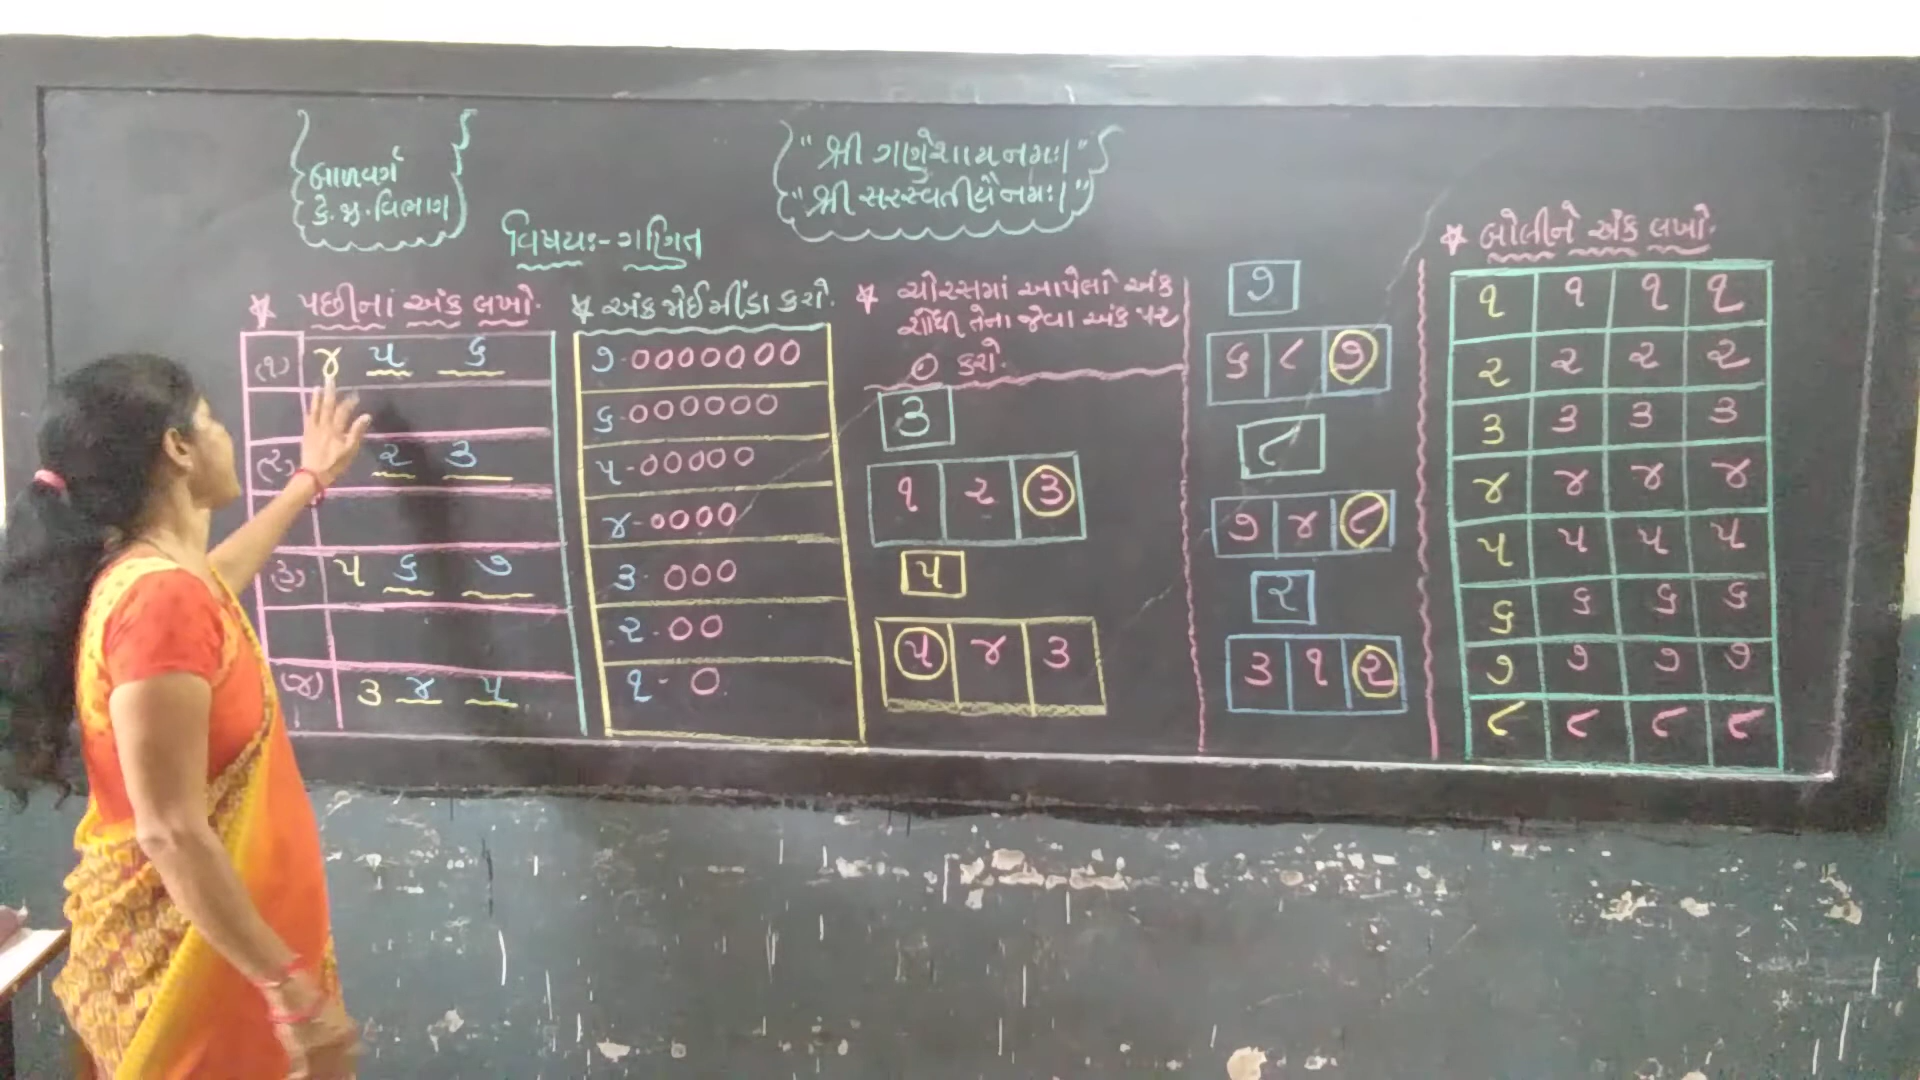 બાળવર્ગ
કે.જી.વિભાગ
"શ્રી ગણેશાય નમઃ।"
"શ્રી સરસ્વતીયૈ નમઃ।"
વિષયઃ- ગણિત
* પછીનાં અંક લખો.
(૧) ૪ ૫ ૬
(૨) ૨ ૩
(૩) ૫ ૬ ૭
(૪) ૩ ૪ ૫
* અંક જોઈ મીંડા કરો.
૭-૦૦૦૦૦૦૦
૬-૦૦૦૦૦૦
૫-૦૦૦૦૦
૪-૦૦૦૦
૩-૦૦૦
૨-૦૦
૧-૦
* ચોરસમાં આપેલો અંક
શોધી તેના જેવા અંક પર
૦ કરો.
૩
૧ ૨ ૩
૫
૫ ૪ ૩
૭
૬ ૮ ૭
૮
૭ ૪ ૮
૨
૩ ૧ ૨
* બોલીને અંક લખો.
૧ ૧ ૧ ૧
૨ ૨ ૨ ૨
૩ ૩ ૩ ૩
૪ ૪ ૪ ૪
૫ ૫ ૫ ૫
૬ ૬ ૬ ૬
૭ ૭ ૭ ૭
૮ ૮ ૮ ૮